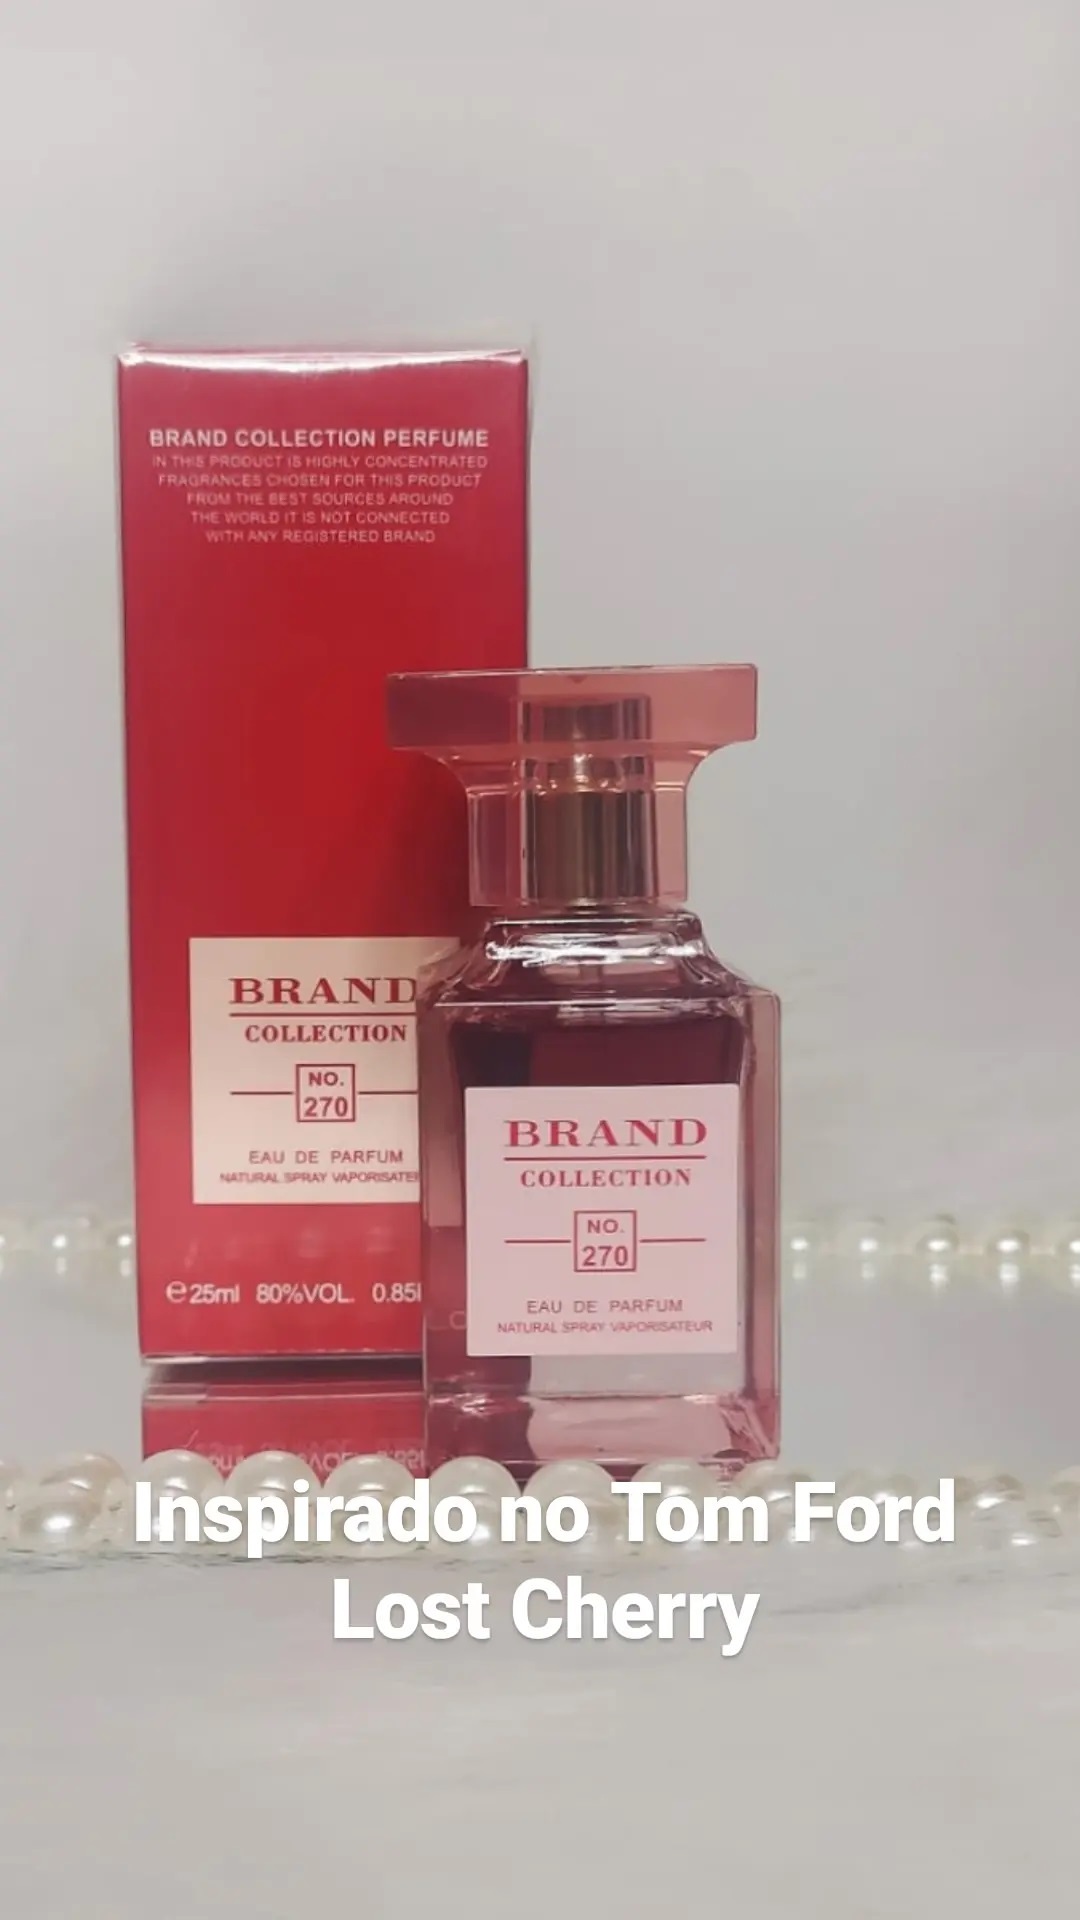 BRAND COLLECTION PERFUME
IN THIS PRODUCT IS HIGHLY CONCENTRATED
FRAGRANCES CHOSEN FOR THIS PRODUCT
FROM THE BEST SOURCES AROUND
THE WORLD IT IS NOT CONNECTED
WITH ANY REGISTERED BRAND
BRAND
COLLECTION
NO.
270
EAU DE PARFUM
NATURAL SPRAY VAPORISATEU
℮25ml 80%VOL. 0.85
BRAND
COLLECTION
NO.
270
EAU DE PARFUM
NATURAL SPRAY VAPORISATEUR
Inspirado no Tom Ford
Lost Cherry